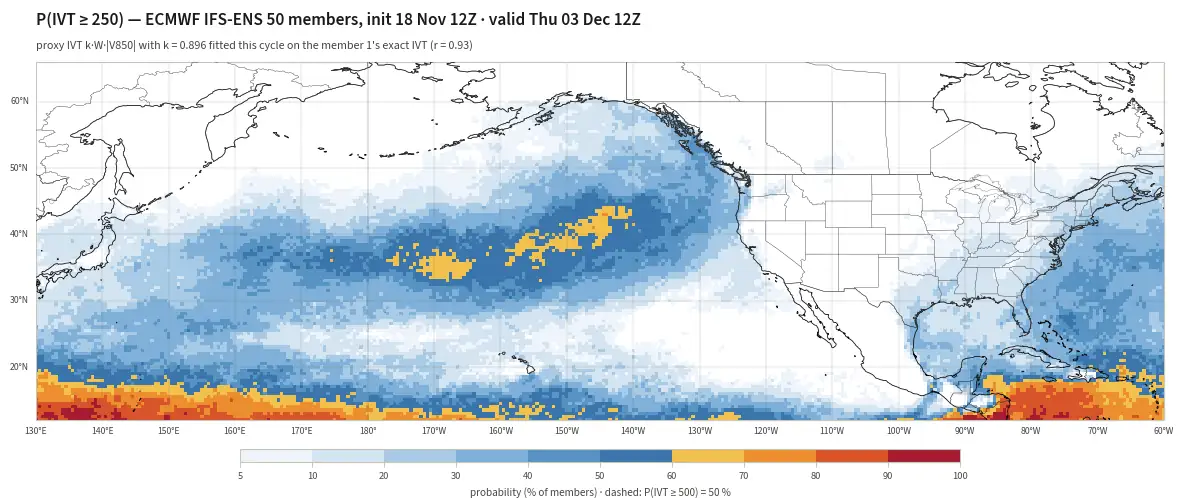 P(IVT ≥ 250) — ECMWF IFS-ENS 50 members, init 18 Nov 12Z · valid Thu 03 Dec 12Z
proxy IVT k·W·|V850| with k = 0.896 fitted this cycle on the member 1's exact IVT (r = 0.93)
60°N
50°N
40°N
30°N
20°N
130°E 140°E 150°E 160°E 170°E 180° 170°W 160°W 150°W 140°W 130°W 120°W 110°W 100°W 90°W 80°W 70°W 60°W
5 10 20 30 40 50 60 70 80 90 100
probability (% of members) · dashed: P(IVT ≥ 500) = 50 %